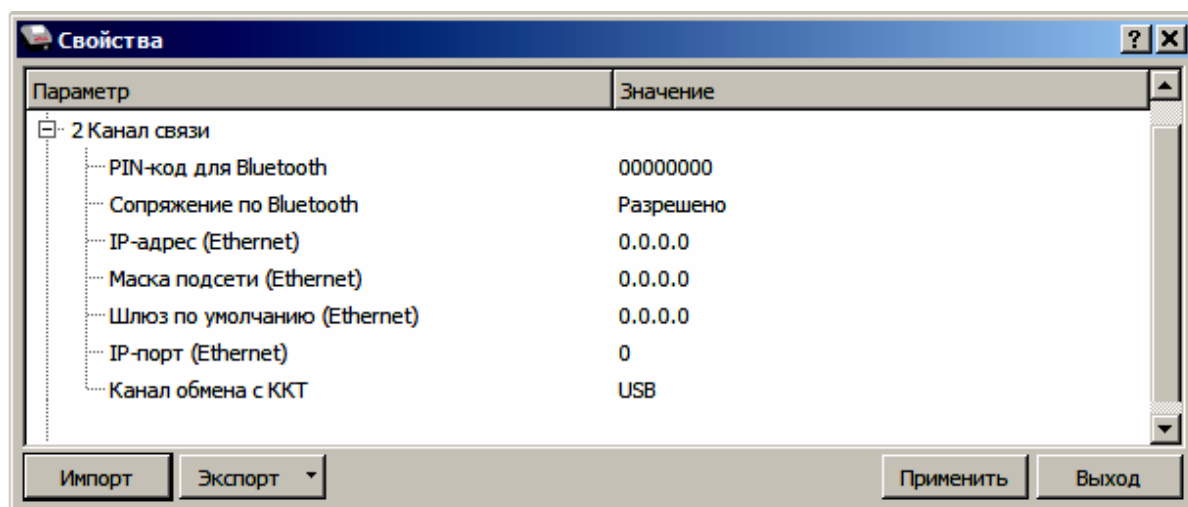 Свойства
Параметр Значение
2 Канал связи
PIN-код для Bluetooth 00000000
Сопряжение по Bluetooth Разрешено
IP-адрес (Ethernet) 0.0.0.0
Маска подсети (Ethernet) 0.0.0.0
Шлюз по умолчанию (Ethernet) 0.0.0.0
IP-порт (Ethernet) 0
Канал обмена с ККТ USB
Импорт Экспорт Применить Выход